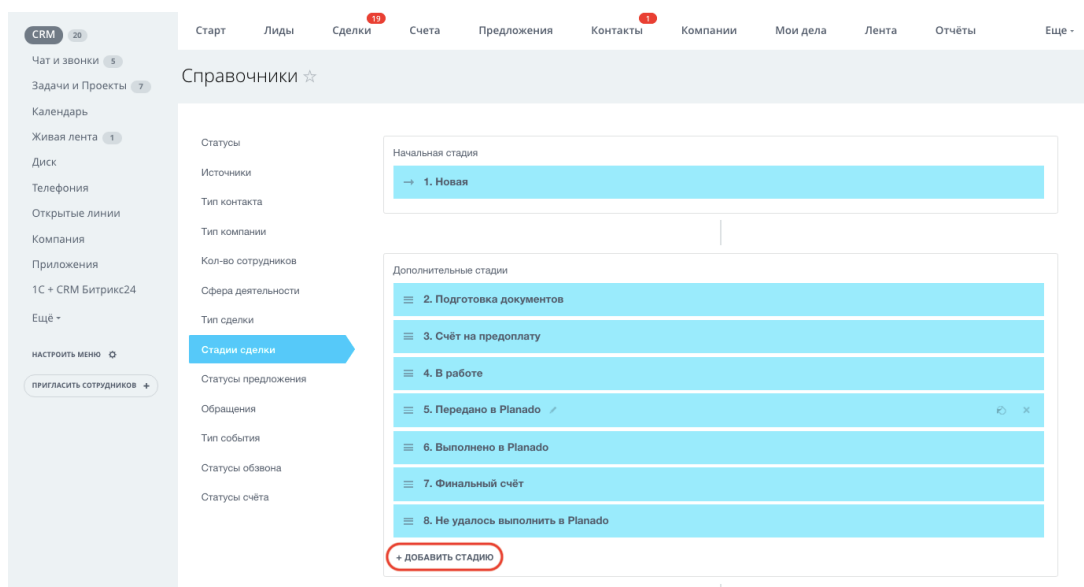 CRM 20
Чат и звонки 5
Задачи и Проекты 7
Календарь
Живая лента 1
Диск
Телефония
Открытые линии
Компания
Приложения
1С + CRM Битрикс24
Ещё
НАСТРОИТЬ МЕНЮ
ПРИГЛАСИТЬ СОТРУДНИКОВ +
Старт Лиды Сделки 19 Счета Предложения Контакты 1 Компании Мои дела Лента Отчёты Еще
Справочники
Статусы
Источники
Тип контакта
Тип компании
Кол-во сотрудников
Сфера деятельности
Тип сделки
Стадии сделки
Статусы предложения
Обращения
Тип события
Статусы обзвона
Статусы счёта
Начальная стадия
→ 1. Новая
Дополнительные стадии
2. Подготовка документов
3. Счёт на предоплату
4. В работе
5. Передано в Planado
6. Выполнено в Planado
7. Финальный счёт
8. Не удалось выполнить в Planado
+ ДОБАВИТЬ СТАДИЮ